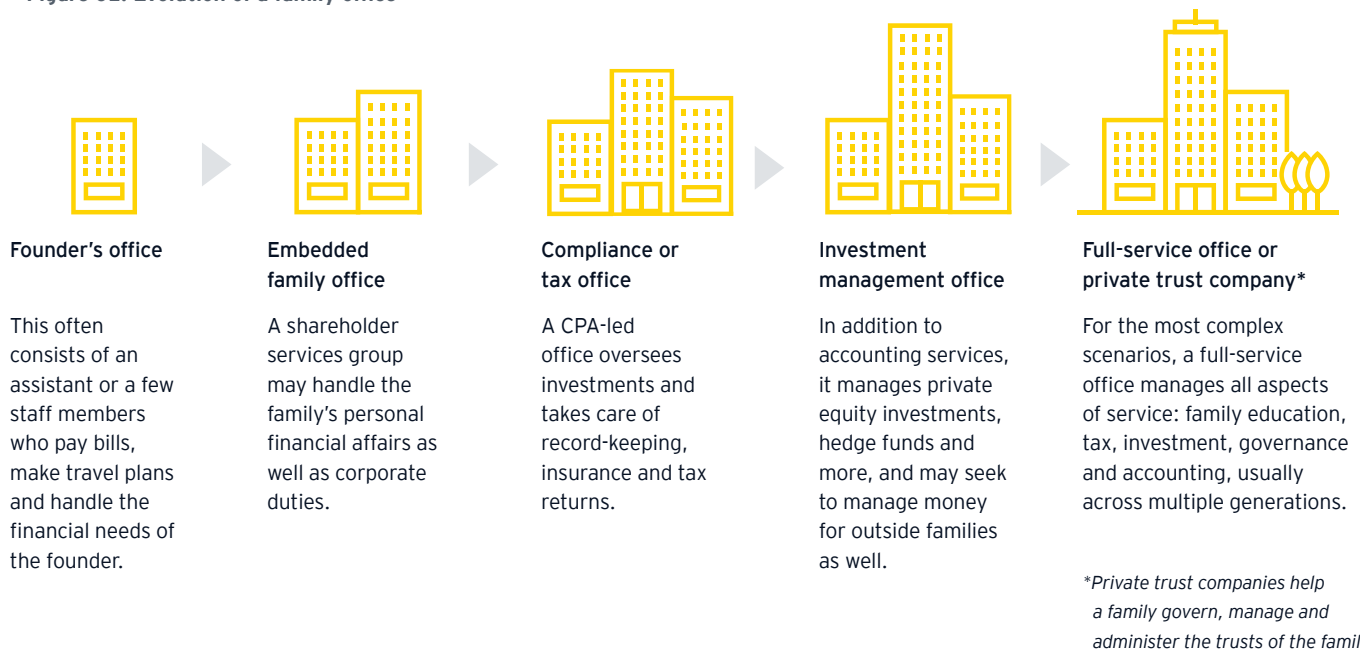 Founder's office
This often
consists of an
assistant or a few
staff members
who pay bills,
make travel plans
and handle the
financial needs of
the founder.
Embedded
family office
A shareholder
services group
may handle the
family's personal
financial affairs as
well as corporate
duties.
Compliance or
tax office
A CPA-led
office oversees
investments and
takes care of
record-keeping,
insurance and tax
returns.
Investment
management office
In addition to
accounting services,
it manages private
equity investments,
hedge funds and
more, and may seek
to manage money
for outside families
as well.
Full-service office or
private trust company*
For the most complex
scenarios, a full-service
office manages all aspects
of service: family education,
tax, investment, governance
and accounting, usually
across multiple generations.
*Private trust companies help
a family govern, manage and
administer the trusts of the famil